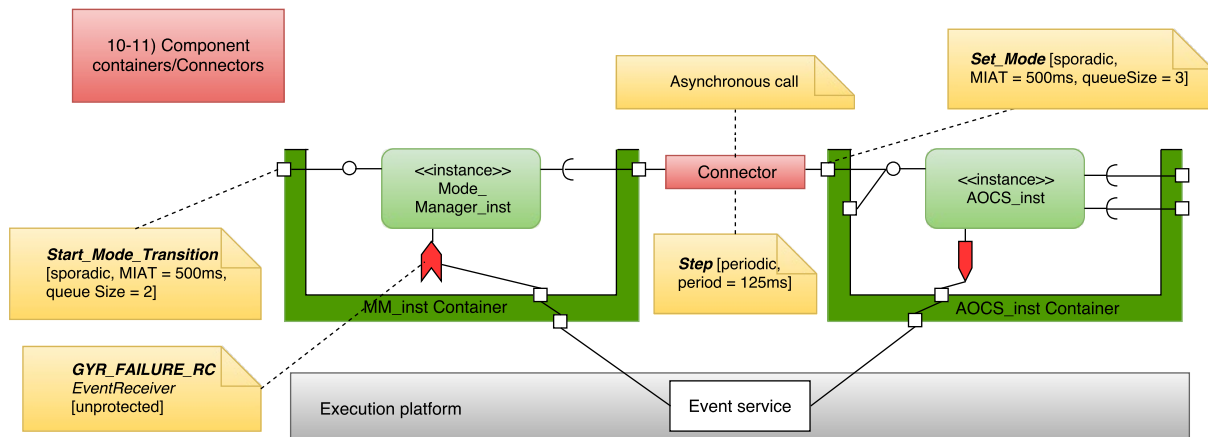 10-11) Component
containers/Connectors
Asynchronous call
Set_Mode [sporadic,
MIAT = 500ms, queueSize = 3]
<<instance>>
Mode_
Manager_inst
Connector
<<instance>>
AOCS_inst
Start_Mode_Transition
[sporadic, MIAT = 500ms,
queue Size = 2]
Step [periodic,
period = 125ms]
MM_inst Container
AOCS_inst Container
GYR_FAILURE_RC
EventReceiver
[unprotected]
Execution platform
Event service